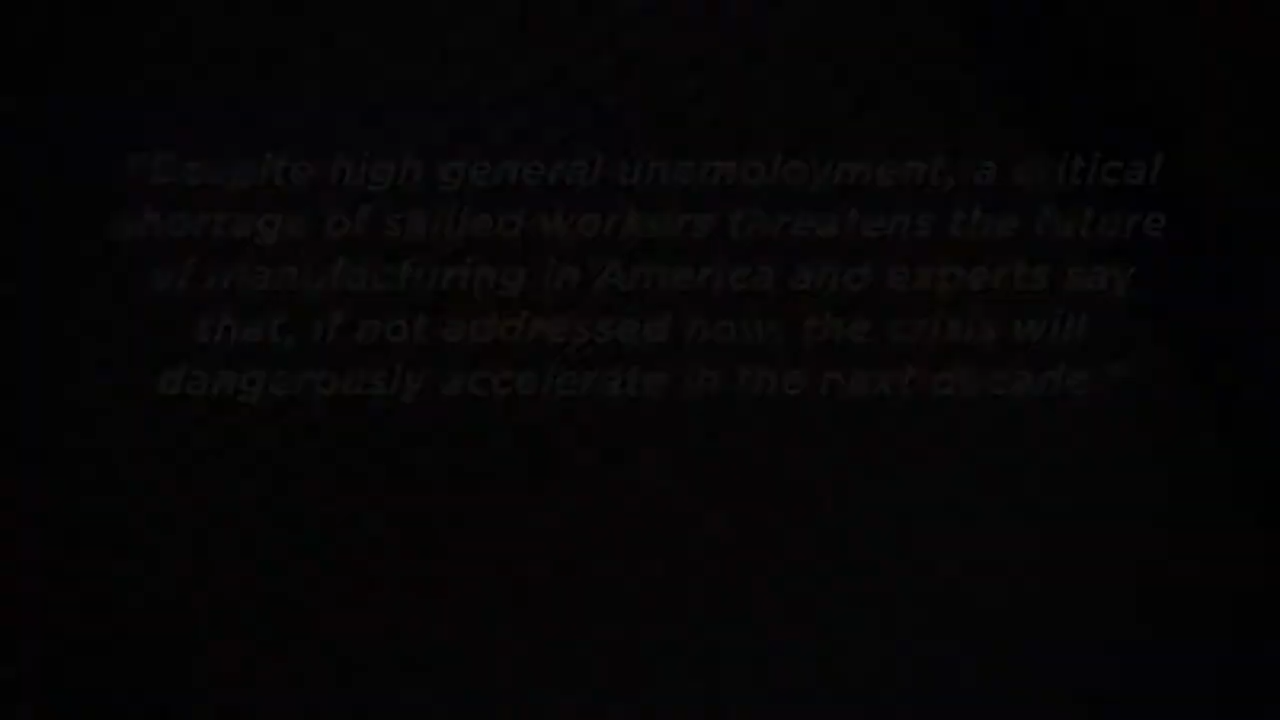 "Despite high general unemployment, a critical
shortage of skilled workers threatens the future
of manufacturing in America and experts say
that, if not addressed now, the crisis will
dangerously accelerate in the next decade."